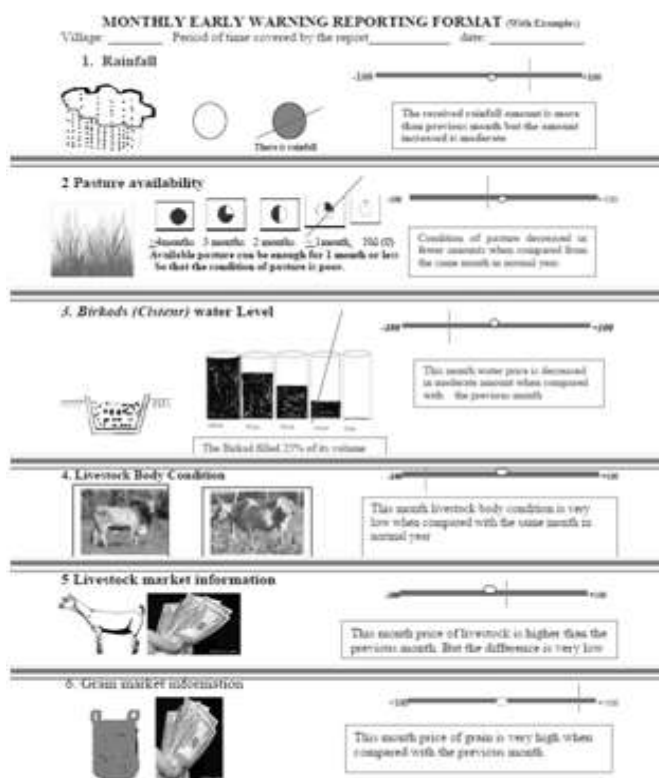 MONTHLY EARLY WARNING REPORTING FORMAT (With Examples)
Village: ________ Period of time covered by the report____________ date: ______________
1. Rainfall
-100
+100
There is rainfall
The received rainfall amount is more
than previous month but the amount
increased is moderate
2 Pasture availability
4months 3 months 2 months 1month, Nil (0)
Available posture can be enough for 1 month or less
be that the condition of pasture is poor.
-100
+100
Condition of pasture decreased in
fewer amounts when compared from
the same month in normal year
3. Birkads (Cistern) water Level
-100
+100
The Birkad filled 25% of its volume
This month water price is decreased
in moderate amount when compared
with the previous month
4. Livestock Body Condition
-100
+100
This month livestock body condition is very
low when compared with the same month in
normal year
5 Livestock market information
-100
+100
This month price of livestock is higher than the
previous month. But the difference is very low
6. Grain market information
+100
This month price of grain is very high when
compared with the previous month.